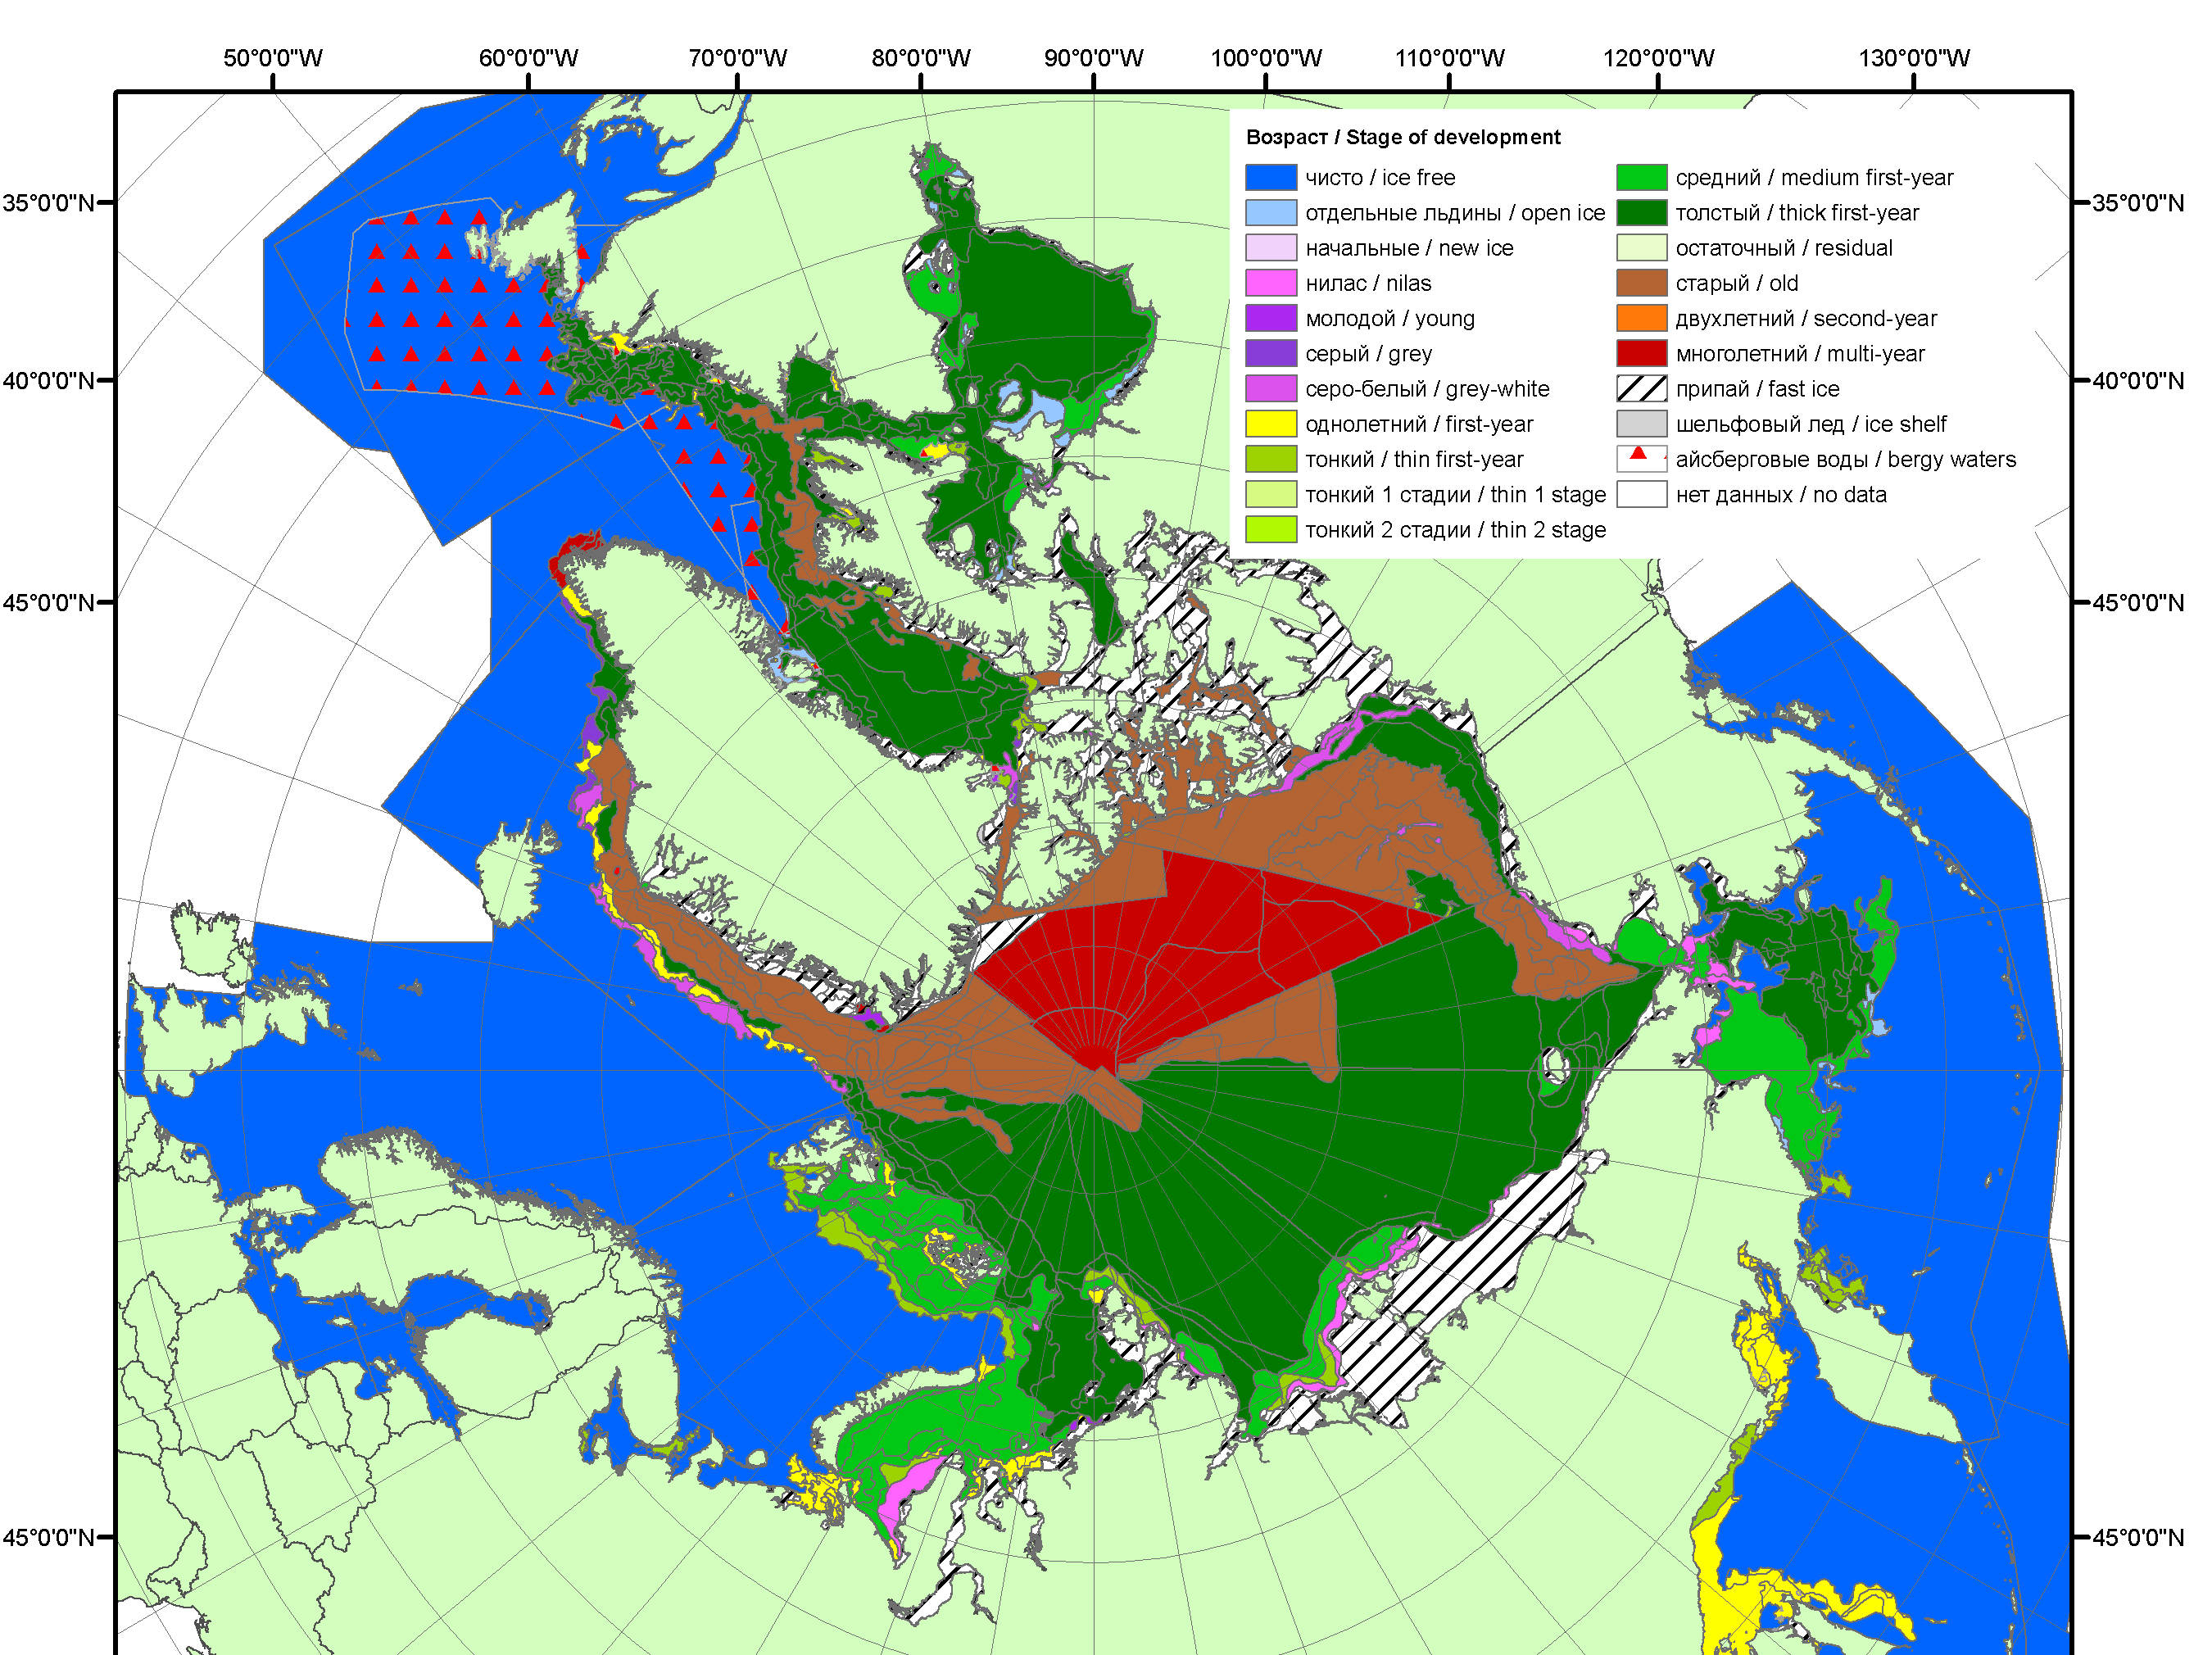 50°0'0"W 60°0'0"W 70°0'0"W 80°0'0"W 90°0'0"W 100°0'0"W 110°0'0"W 120°0'0"W 130°0'0"W
Возраст / Stage of development
чисто / ice free
отдельные льдины / open ice
начальные / new ice
нилас / nilas
молодой / young
серый / grey
серо-белый / grey-white
однолетний / first-year
тонкий / thin first-year
тонкий 1 стадии / thin 1 stage
тонкий 2 стадии / thin 2 stage
средний / medium first-year
толстый / thick first-year
остаточный / residual
старый / old
двухлетний / second-year
многолетний / multi-year
припай / fast ice
шельфовый лед / ice shelf
айсберговые воды / bergy waters
нет данных / no data
35°0'0"N 35°0'0"N
40°0'0"N 40°0'0"N
45°0'0"N 45°0'0"N
45°0'0"N 45°0'0"N